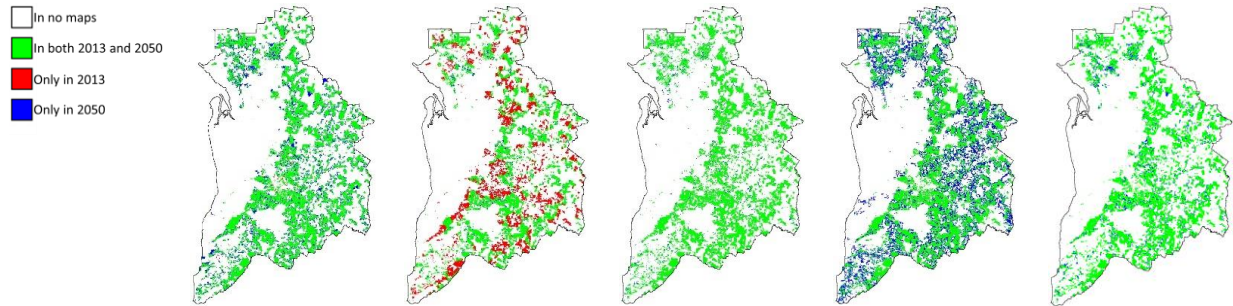 In no maps
In both 2013 and 2050
Only in 2013
Only in 2050